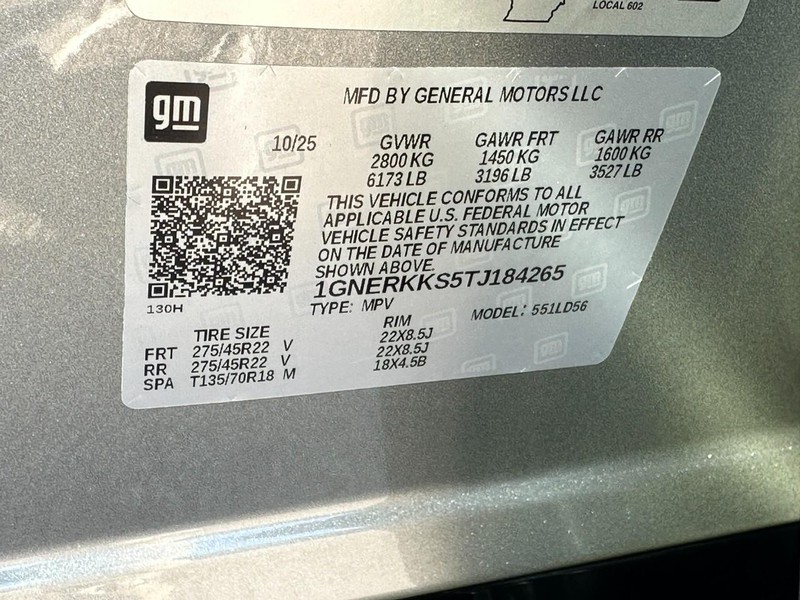 LOCAL 602
gm
MFD BY GENERAL MOTORS LLC
10/25 GVWR GAWR FRT GAWR RR
2800 KG 1450 KG 1600 KG
6173 LB 3196 LB 3527 LB
THIS VEHICLE CONFORMS TO ALL
APPLICABLE U.S. FEDERAL MOTOR
VEHICLE SAFETY STANDARDS IN EFFECT
ON THE DATE OF MANUFACTURE
SHOWN ABOVE.
1GNERKKS5TJ184265
130H
TYPE: MPV MODEL: 551LD56
TIRE SIZE RIM
FRT 275/45R22 V 22X8.5J
RR 275/45R22 V 22X8.5J
SPA T135/70R18 M 18X4.5B